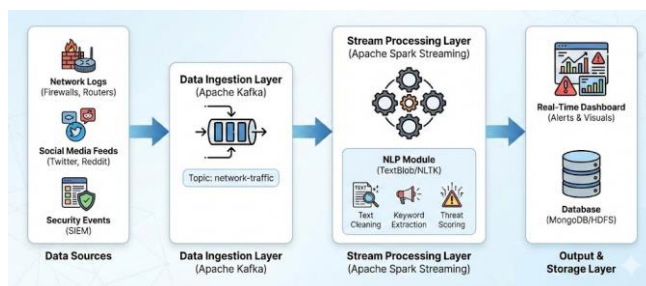 Network Logs
(Firewalls, Routers)
Social Media Feeds
(Twitter, Reddit)
Security Events
(SIEM)
Data Sources
Data Ingestion Layer
(Apache Kafka)
Topic: network-traffic
Data Ingestion Layer
(Apache Kafka)
Stream Processing Layer
(Apache Spark Streaming)
NLP Module
(TextBlob/NLTK)
TEXT
Text
Cleaning
Keyword
Extraction
Threat
Scoring
Stream Processing Layer
(Apache Spark Streaming)
Real-Time Dashboard
(Alerts & Visuals)
Database
(MongoDB/HDFS)
Output &
Storage Layer